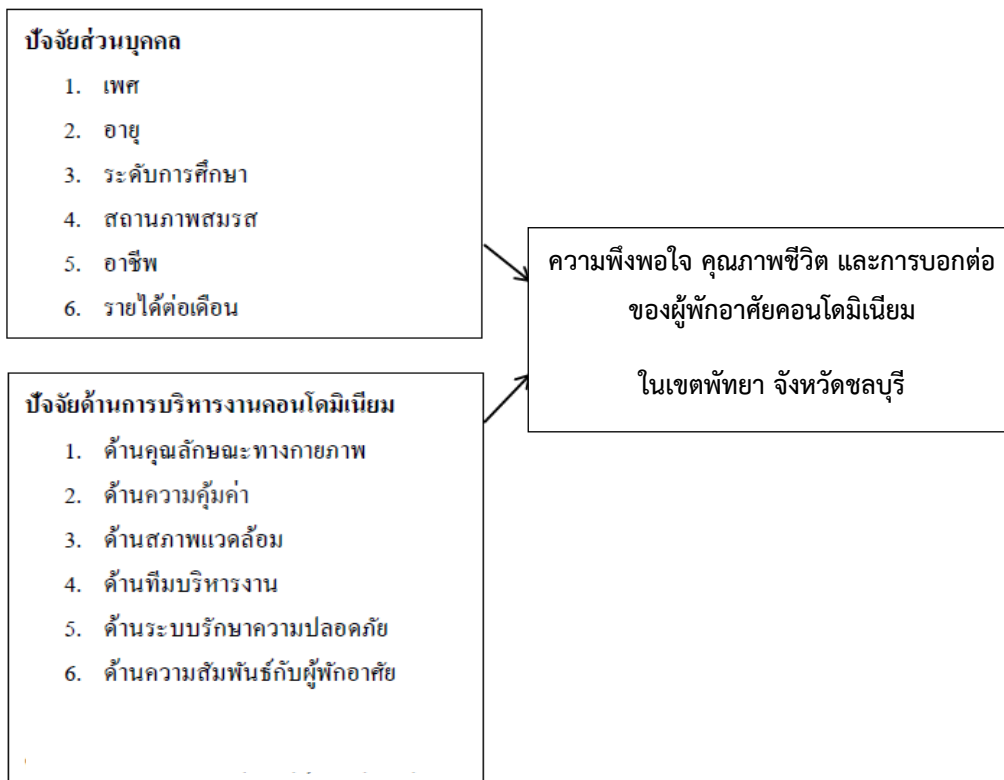 ปัจจัยส่วนบุคคล
1. เพศ
2. อายุ
3. ระดับการศึกษา
4. สถานภาพสมรส
5. อาชีพ
6. รายได้ต่อเดือน
ความพึงพอใจ คุณภาพชีวิต และการบอกต่อ
ของผู้พักอาศัยคอนโดมิเนียม
ในเขตพัทยา จังหวัดชลบุรี
ปัจจัยด้านการบริหารงานคอนโดมิเนียม
1. ด้านคุณลักษณะทางกายภาพ
2. ด้านความคุ้มค่า
3. ด้านสภาพแวดล้อม
4. ด้านทีมบริหารงาน
5. ด้านระบบรักษาความปลอดภัย
6. ด้านความสัมพันธ์กับผู้พักอาศัย